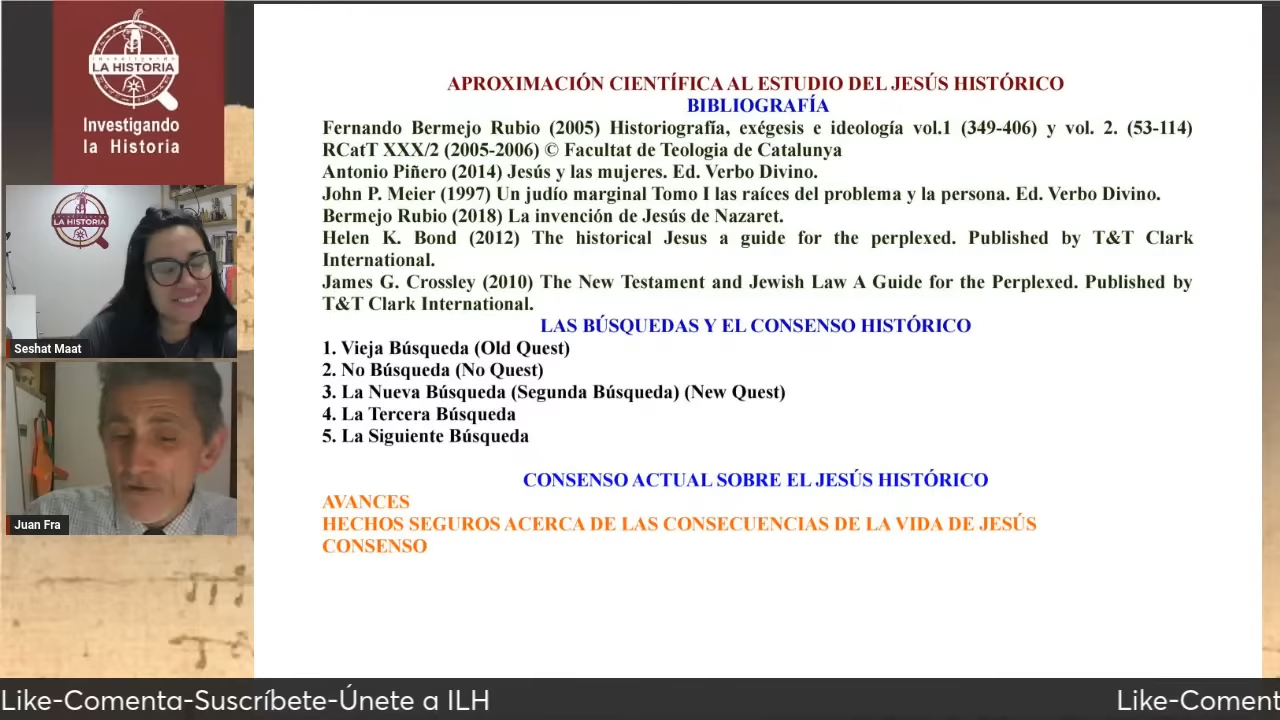 LA HISTORIA
Investigando
la Historia
LA HISTORIA
Seshat Maat
Juan Fra
APROXIMACIÓN CIENTÍFICA AL ESTUDIO DEL JESÚS HISTÓRICO
BIBLIOGRAFÍA
Fernando Bermejo Rubio (2005) Historiografía, exégesis e ideología vol.1 (349-406) y vol. 2. (53-114)
RCatT XXX/2 (2005-2006) © Facultat de Teologia de Catalunya
Antonio Piñero (2014) Jesús y las mujeres. Ed. Verbo Divino.
John P. Meier (1997) Un judío marginal Tomo I las raíces del problema y la persona. Ed. Verbo Divino.
Bermejo Rubio (2018) La invención de Jesús de Nazaret.
Helen K. Bond (2012) The historical Jesus a guide for the perplexed. Published by T&T Clark
International.
James G. Crossley (2010) The New Testament and Jewish Law A Guide for the Perplexed. Published by
T&T Clark International.
LAS BÚSQUEDAS Y EL CONSENSO HISTÓRICO
1. Vieja Búsqueda (Old Quest)
2. No Búsqueda (No Quest)
3. La Nueva Búsqueda (Segunda Búsqueda) (New Quest)
4. La Tercera Búsqueda
5. La Siguiente Búsqueda
CONSENSO ACTUAL SOBRE EL JESÚS HISTÓRICO
AVANCES
HECHOS SEGUROS ACERCA DE LAS CONSECUENCIAS DE LA VIDA DE JESÚS
CONSENSO
Like-Comenta-Suscríbete-Únete a ILH
Like-Coment